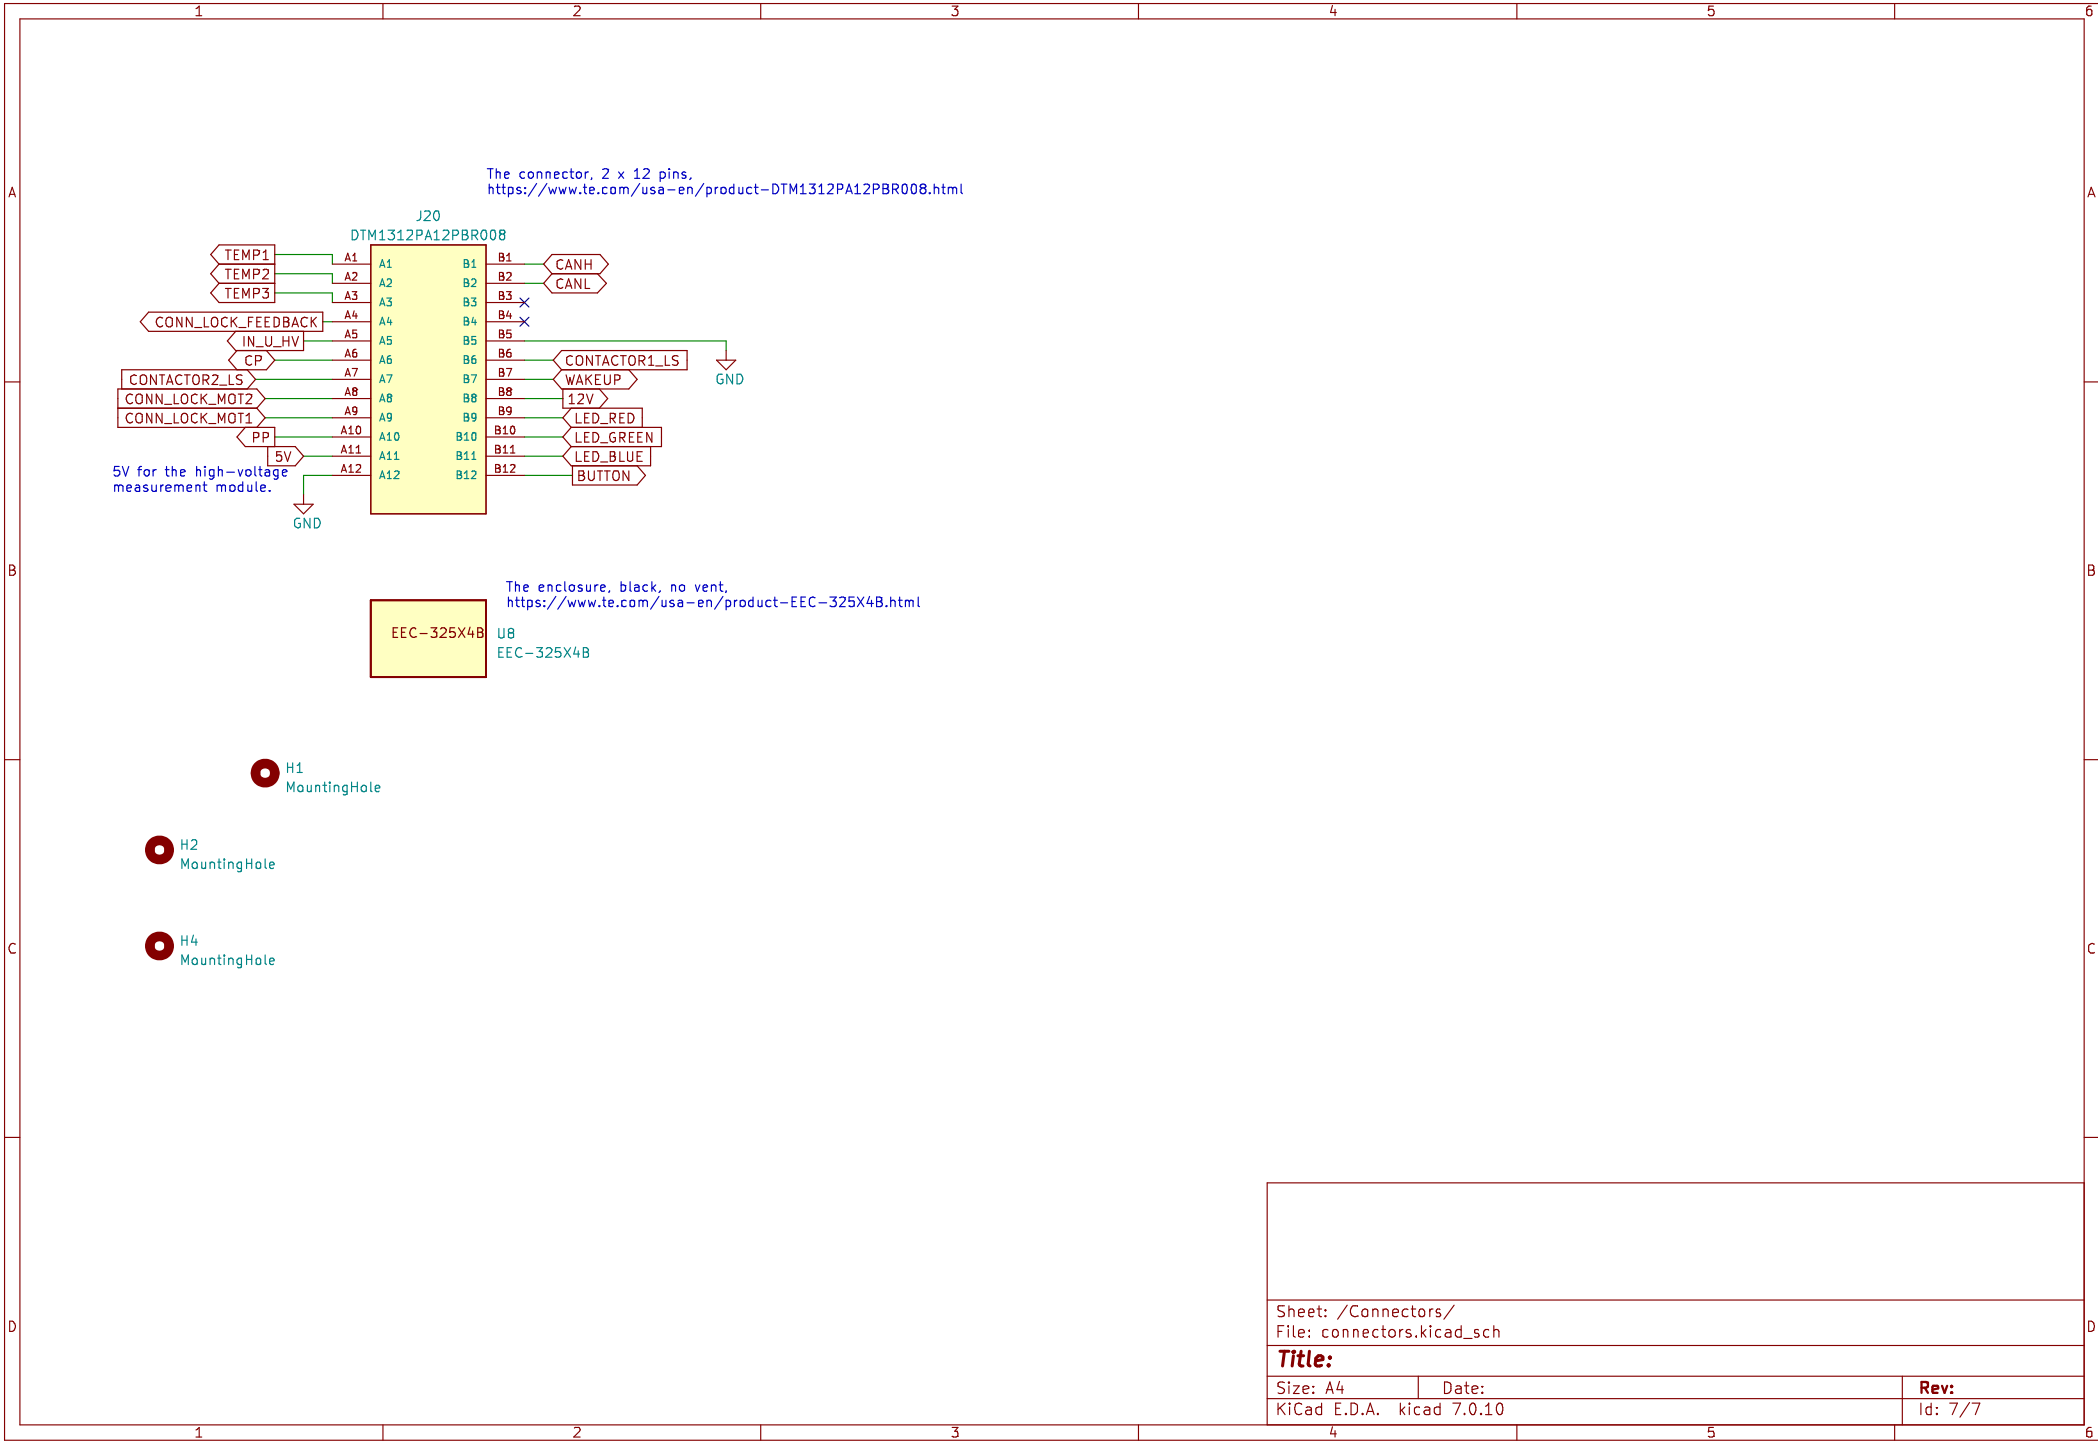 1 2 3 4 5 6
A A
The connector, 2 x 12 pins,
https://www.te.com/usa-en/product-DTM1312PA12PBR008.html
J20
DTM1312PA12PBR008
TEMP1 A1 A1 B1 B1 CANH
TEMP2 A2 A2 B2 B2 CANL
TEMP3 A3 A3 B3 B3
CONN_LOCK_FEEDBACK A4 A4 B4 B4
IN_U_HV A5 A5 B5 B5
CP A6 A6 B6 B6 CONTACTOR1_LS
CONTACTOR2_LS A7 A7 B7 B7 WAKEUP GND
CONN_LOCK_MOT2 A8 A8 B8 B8 12V
CONN_LOCK_MOT1 A9 A9 B9 B9 LED_RED
PP A10 A10 B10 B10 LED_GREEN
5V A11 A11 B11 B11 LED_BLUE
A12 A12 B12 B12 BUTTON
5V for the high-voltage
measurement module.
GND
B B
The enclosure, black, no vent,
https://www.te.com/usa-en/product-EEC-325X4B.html
EEC-325X4B U8
EEC-325X4B
H1
MountingHole
H2
MountingHole
C C
H4
MountingHole
D D
Sheet: /Connectors/
File: connectors.kicad_sch
Title:
Size: A4 Date: Rev:
KiCad E.D.A. kicad 7.0.10 Id: 7/7
1 2 3 4 5 6